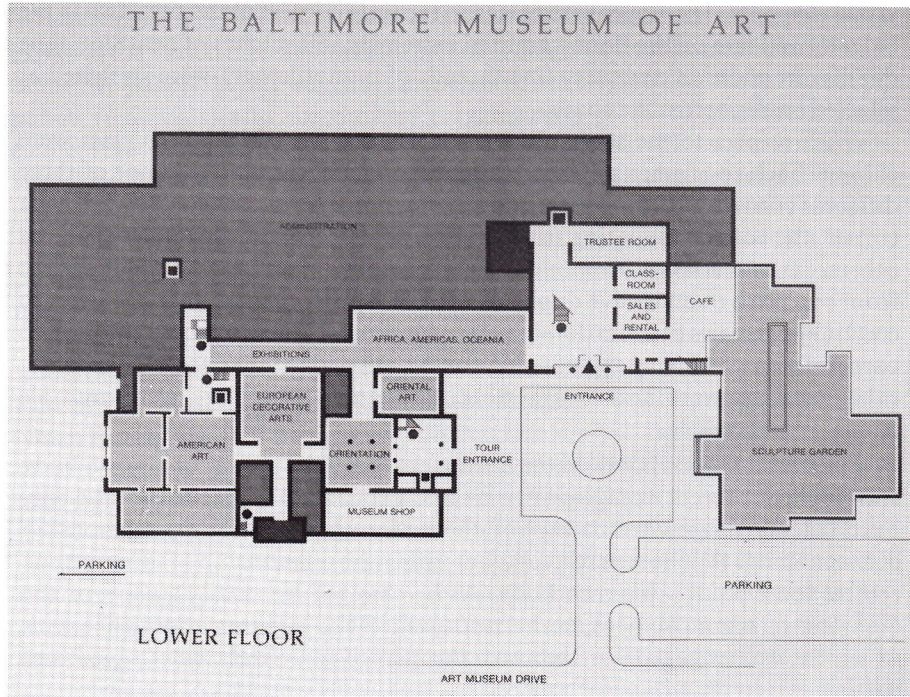 THE BALTIMORE MUSEUM OF ART
ADMINISTRATION
TRUSTEE ROOM
CLASS-
ROOM
SALES
AND
RENTAL
CAFE
AFRICA, AMERICAS, OCEANIA
EXHIBITIONS
ENTRANCE
EUROPEAN
DECORATIVE
ARTS
ORIENTAL
ART
AMERICAN
ART
ORIENTATION
TOUR
ENTRANCE
SCULPTURE GARDEN
MUSEUM SHOP
PARKING
PARKING
LOWER FLOOR
ART MUSEUM DRIVE